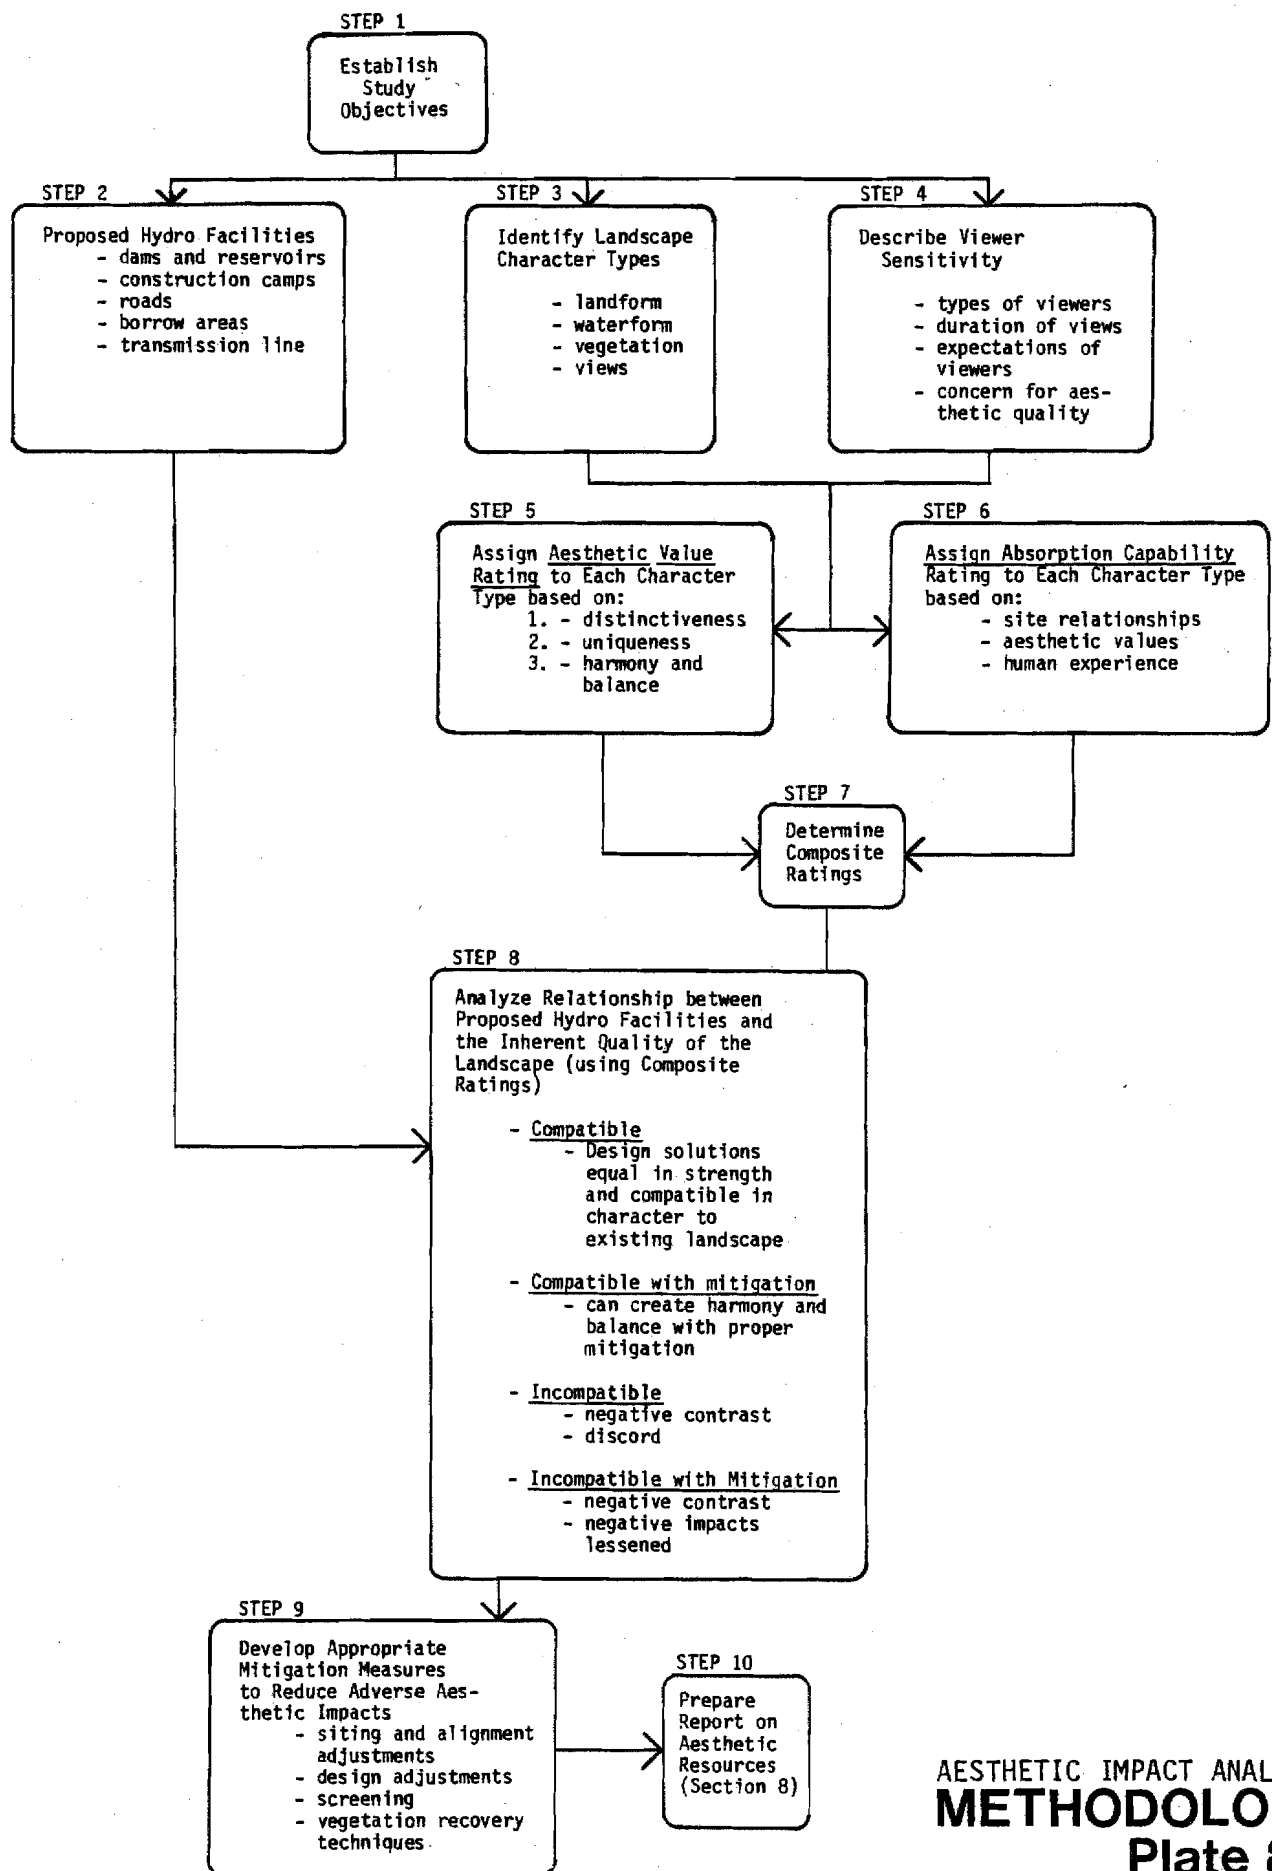 STEP 1
Establish
Study
Objectives
STEP 2
Proposed Hydro Facilities
- dams and reservoirs
- construction camps
- roads
- borrow areas
- transmission line
STEP 3
Identify Landscape
Character Types
- landform
- waterform
- vegetation
- views
STEP 4
Describe Viewer
Sensitivity
- types of viewers
- duration of views
- expectations of
viewers
- concern for aes-
thetic quality
STEP 5
Assign Aesthetic Value
Rating to Each Character
Type based on:
1. - distinctiveness
2. - uniqueness
3. - harmony and
balance
STEP 6
Assign Absorption Capability
Rating to Each Character Type
based on:
- site relationships
- aesthetic values
- human experience
STEP 7
Determine
Composite
Ratings
STEP 8
Analyze Relationship between
Proposed Hydro Facilities and
the Inherent Quality of the
Landscape (using Composite
Ratings)
- Compatible
- Design solutions
equal in strength
and compatible in
character to
existing landscape
- Compatible with mitigation
- can create harmony and
balance with proper
mitigation
- Incompatible
- negative contrast
- discord
- Incompatible with Mitigation
- negative contrast
- negative impacts
lessened
STEP 9
Develop Appropriate
Mitigation Measures
to Reduce Adverse Aes-
thetic Impacts
- siting and alignment
adjustments
- design adjustments
- screening
- vegetation recovery
techniques
STEP 10
Prepare
Report on
Aesthetic
Resources
(Section 8)
AESTHETIC IMPACT ANAL
METHODOLO
Plate